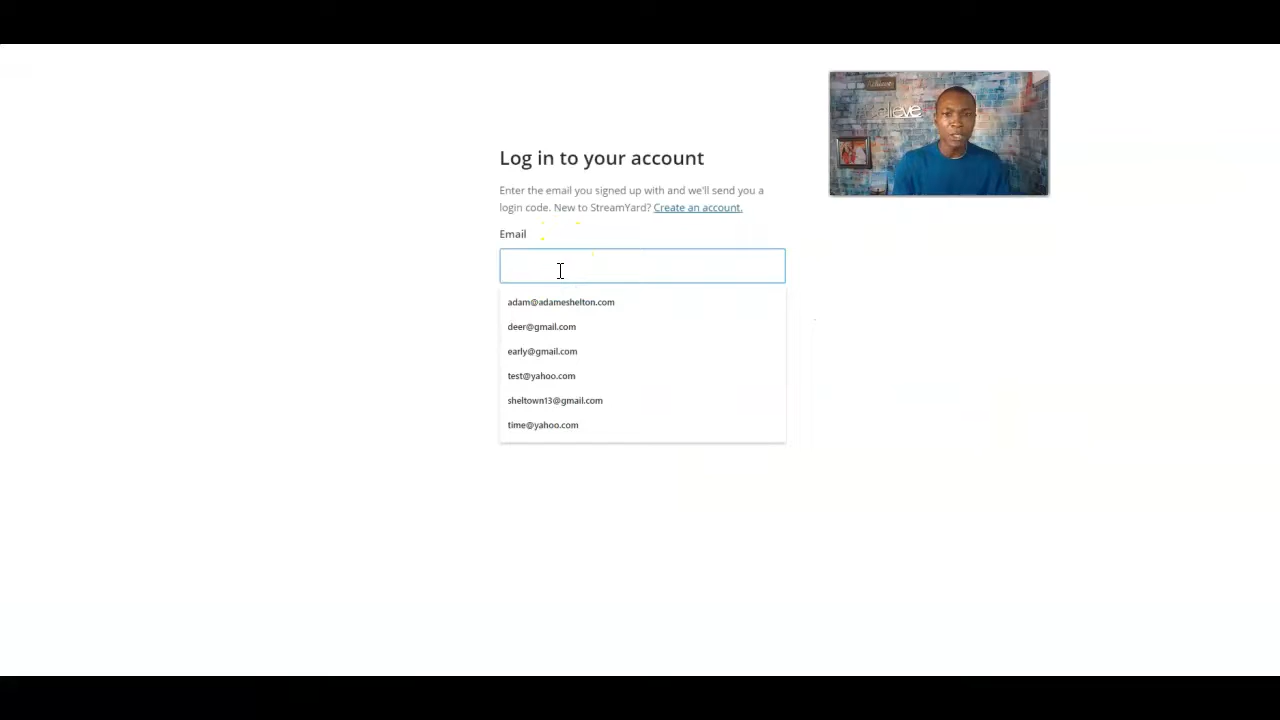 Log in to your account
Enter the email you signed up with and we'll send you a
login code. New to StreamYard? Create an account.
Email
adam@adameshelton.com
deer@gmail.com
early@gmail.com
test@yahoo.com
sheltown13@gmail.com
time@yahoo.com